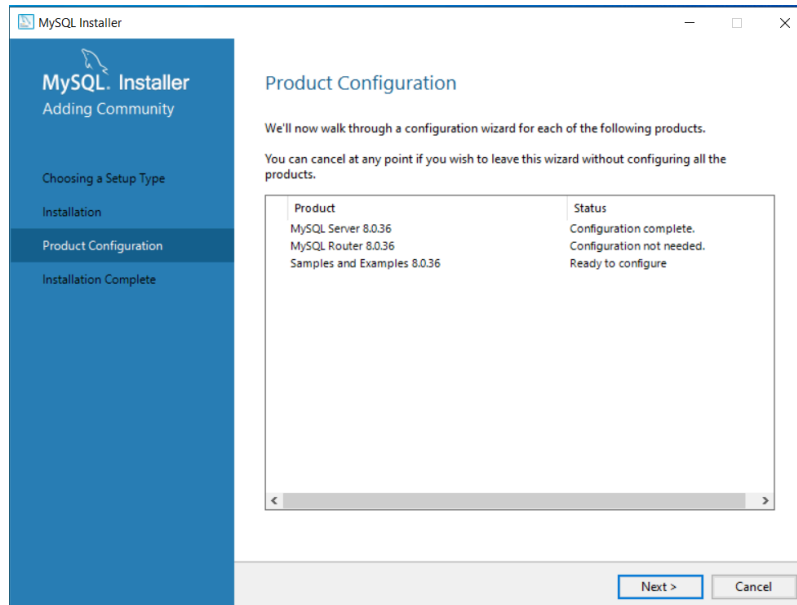 MySQL Installer
MySQL. Installer
Adding Community
Choosing a Setup Type
Installation
Product Configuration
Installation Complete
Product Configuration
We'll now walk through a configuration wizard for each of the following products.
You can cancel at any point if you wish to leave this wizard without configuring all the
products.
Product Status
MySQL Server 8.0.36 Configuration complete.
MySQL Router 8.0.36 Configuration not needed.
Samples and Examples 8.0.36 Ready to configure
Next > Cancel